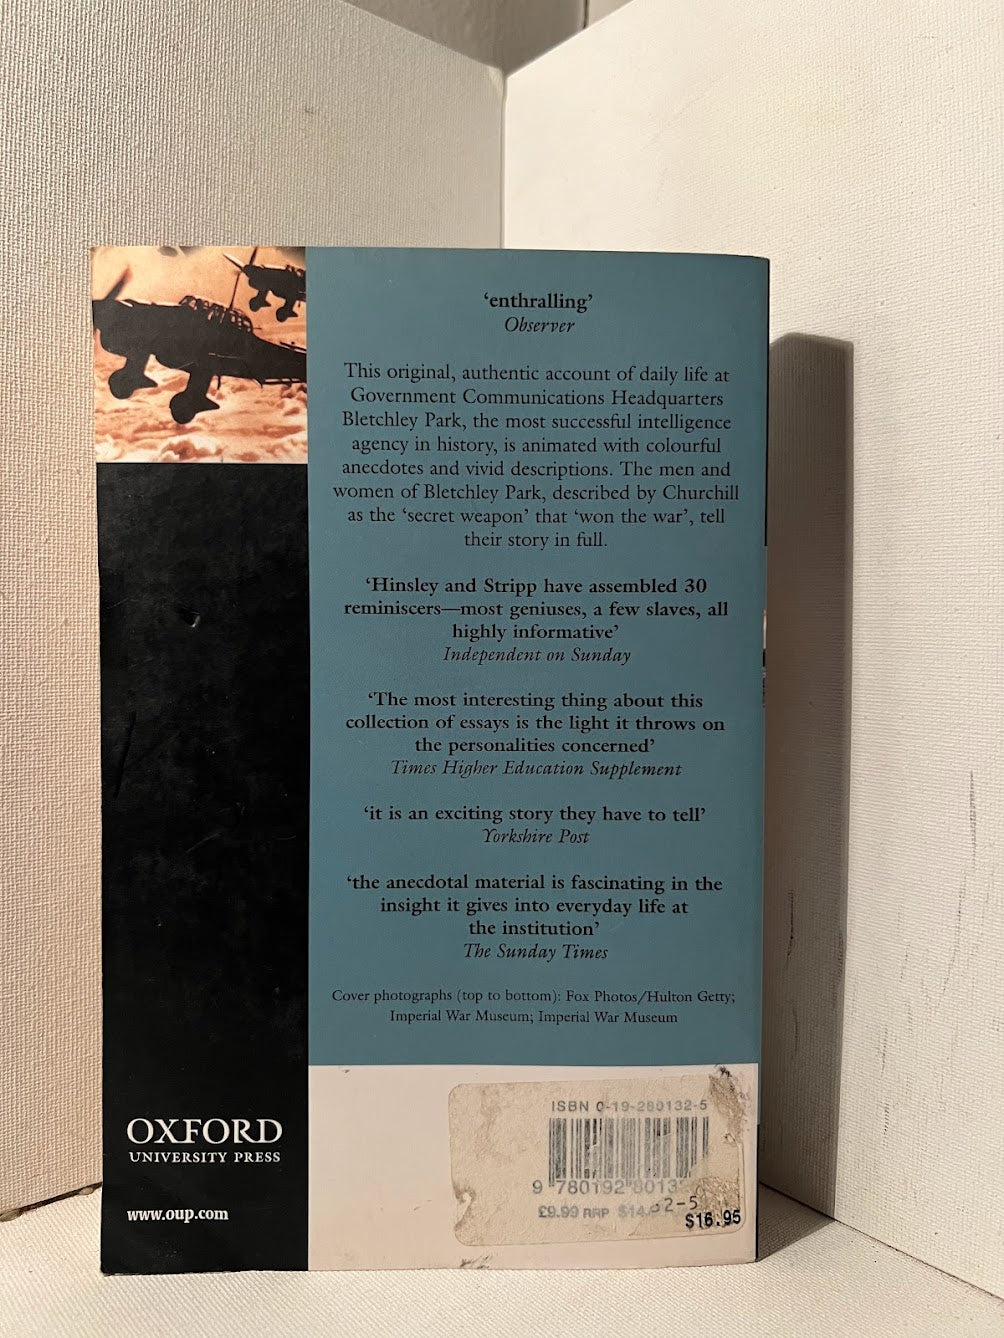 ‘enthralling’
Observer
This original, authentic account of daily life at
Government Communications Headquarters
Bletchley Park, the most successful intelligence
agency in history, is animated with colourful
anecdotes and vivid descriptions. The men and
women of Bletchley Park, described by Churchill
as the ‘secret weapon’ that ‘won the war’, tell
their story in full.
‘Hinsley and Stripp have assembled 30
reminiscers—most geniuses, a few slaves, all
highly informative’
Independent on Sunday
‘The most interesting thing about this
collection of essays is the light it throws on
the personalities concerned’
Times Higher Education Supplement
‘it is an exciting story they have to tell’
Yorkshire Post
‘the anecdotal material is fascinating in the
insight it gives into everyday life at
the institution’
The Sunday Times
Cover photographs (top to bottom): Fox Photos/Hulton Getty;
Imperial War Museum; Imperial War Museum
OXFORD
UNIVERSITY PRESS
www.oup.com
ISBN 0-19-280132-5
9 780192 8013
£9.99 RRP
$16.95